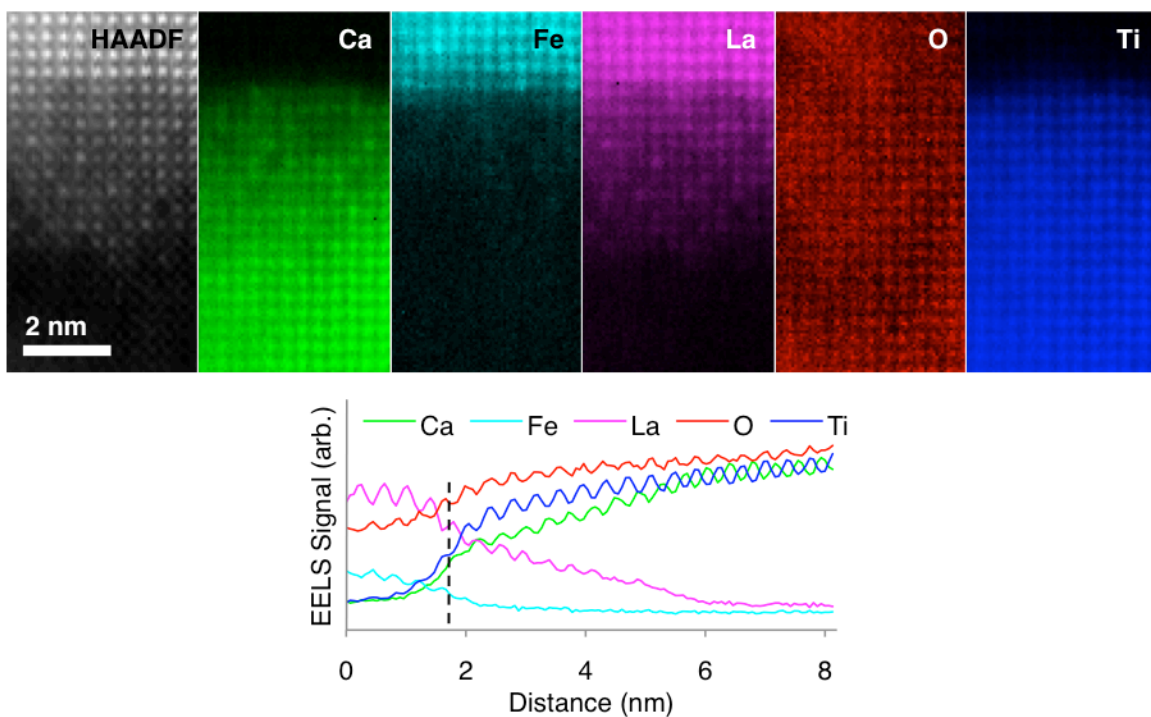 HAADF Ca Fe La O Ti
2 nm
Ca Fe La O Ti
EELS Signal (arb.)
0 2 4 6 8
Distance (nm)